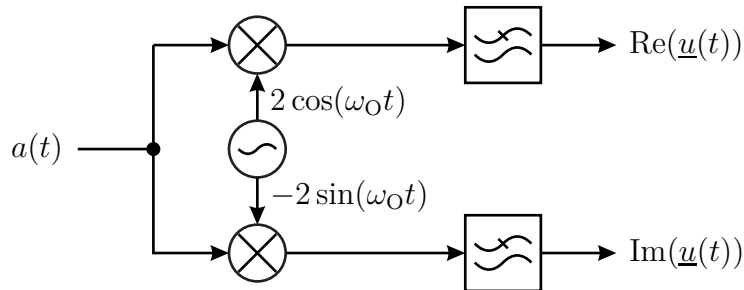 Re(u(t))
2 cos(ω_O t)
a(t)
−2 sin(ω_O t)
Im(u(t))